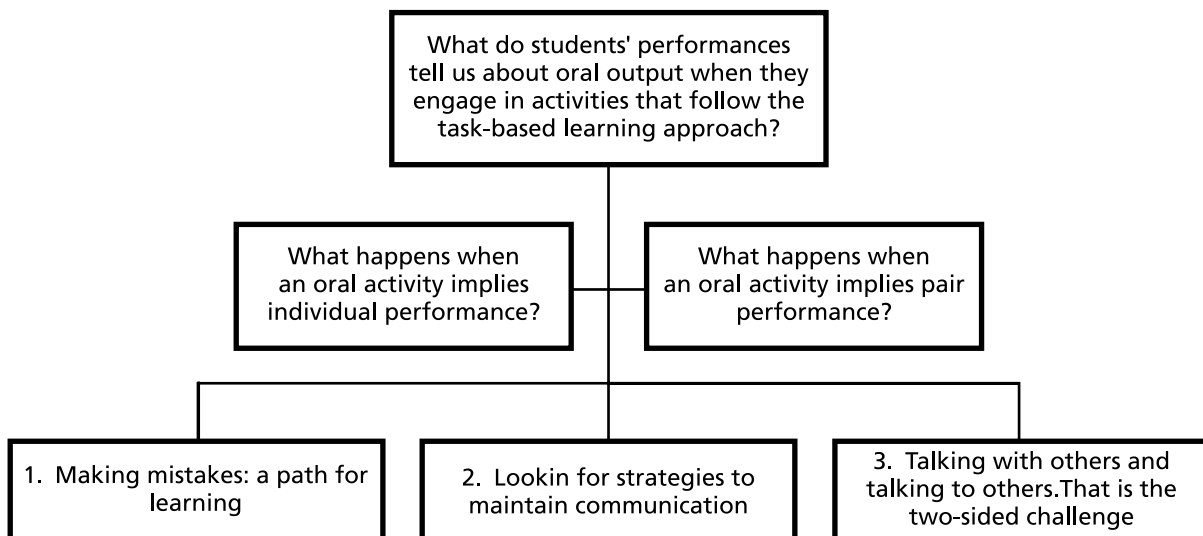 What do students' performances
tell us about oral output when they
engage in activities that follow the
task-based learning approach?
What happens when
an oral activity implies
individual performance?
What happens when
an oral activity implies pair
performance?
1. Making mistakes: a path for
learning
2. Lookin for strategies to
maintain communication
3. Talking with others and
talking to others.That is the
two-sided challenge